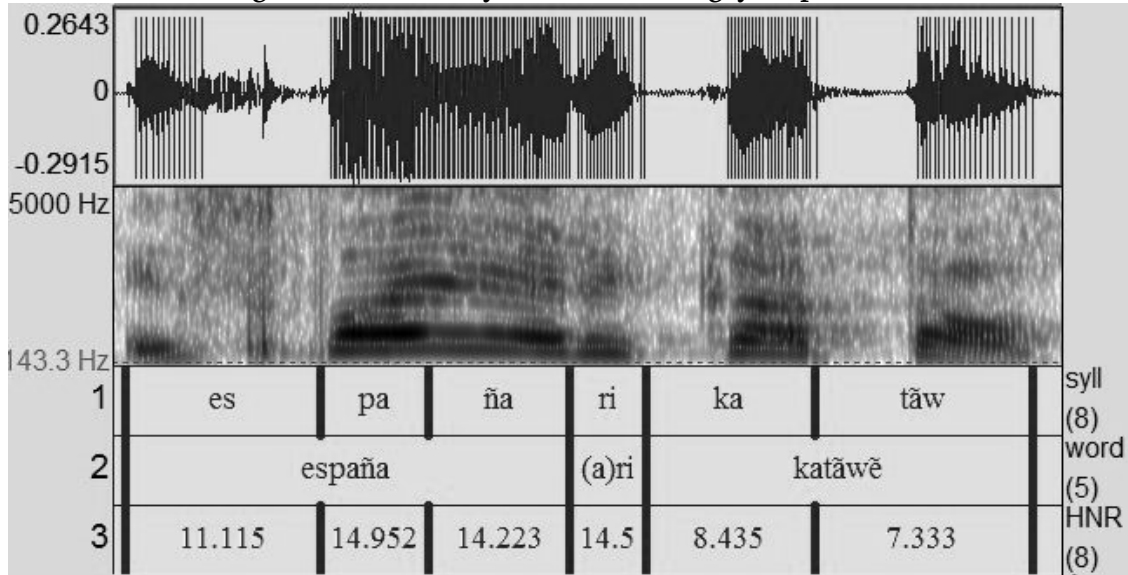 0.2643
0
-0.2915
5000 Hz
143.3 Hz
1 es pa ña ri ka tãw syll (8)
2 españa (a)ri katãwẽ word (5)
3 11.115 14.952 14.223 14.5 8.435 7.333 HNR (8)